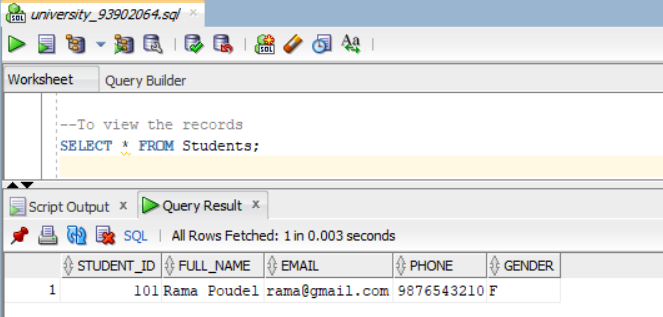 university_93902064.sql
Worksheet Query Builder
--To view the records
SELECT * FROM Students;
Script Output x Query Result x
SQL | All Rows Fetched: 1 in 0.003 seconds
STUDENT_ID FULL_NAME EMAIL PHONE GENDER
1 101 Rama Poudel rama@gmail.com 9876543210 F